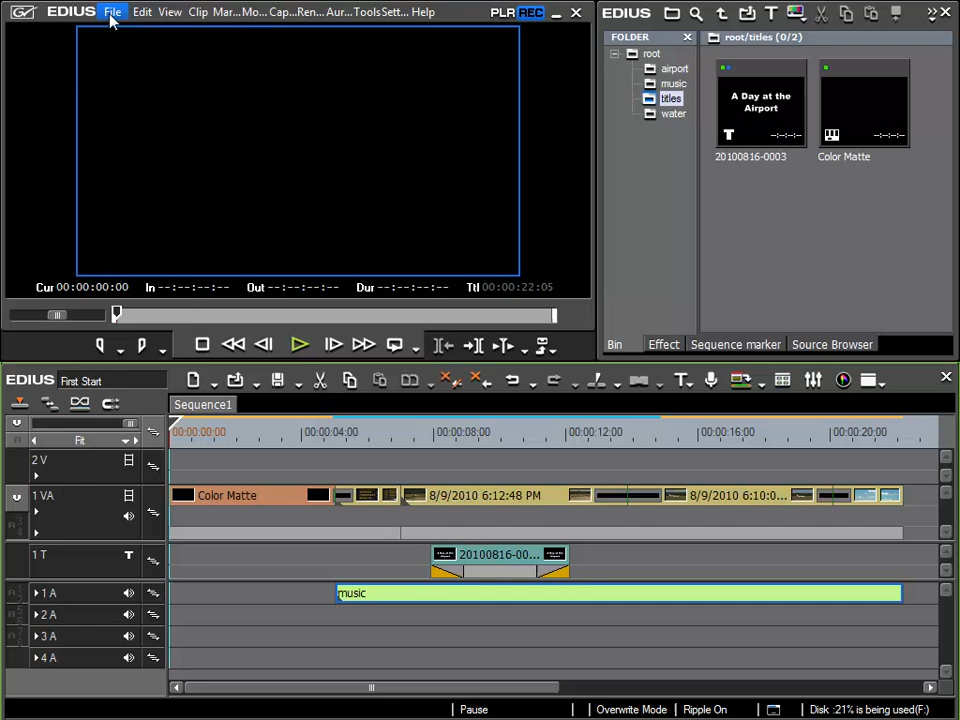 EDIUS File Edit View Clip Mar... Mo... Cap... Ren... Aur... Tools Sett... Help PLR REC
Cur 00:00:00:00 In --:--:--:-- Out --:--:--:-- Dur --:--:--:-- Ttl 00:00:22:05
EDIUS
FOLDER
root
airport
music
titles
water
root/titles (0/2)
A Day at the
Airport
T --:--:--:--
--:--:--:--
20100816-0003
Color Matte
Bin Effect Sequence marker Source Browser
EDIUS First Start
Sequence1
Fit
00:00:00:00 00:00:04:00 00:00:08:00 00:00:12:00 00:00:16:00 00:00:20:00
2 V
1 VA
Color Matte
8/9/2010 6:12:48 PM
8/9/2010 6:10:0...
1 T T
20100816-00...
1 A
music
2 A
3 A
4 A
Pause Overwrite Mode Ripple On Disk :21% is being used(F:)